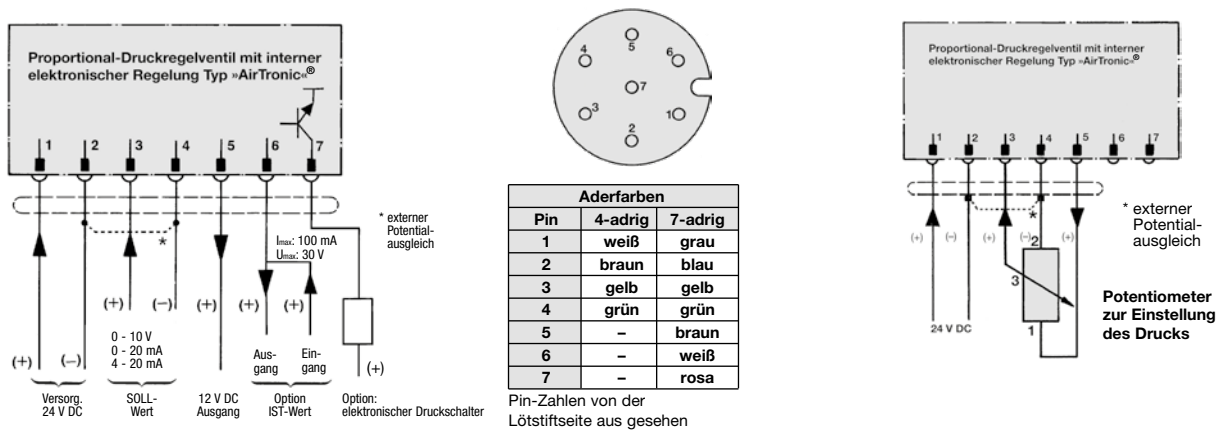 Proportional-Druckregelventil mit interner
elektronischer Regelung Typ »AirTronic«®
1 2 3 4 5 6 7
* externer
Potential-
ausgleich
*
Imax: 100 mA
Umax: 30 V
(+) (−) (+) (+) (+)
0 - 10 V
0 - 20 mA
4 - 20 mA
Aus-
gang
Ein-
gang
(+) (−) (+)
Versorg.
24 V DC
SOLL-
Wert
12 V DC
Ausgang
Option
IST-Wert
Option:
elektronischer Druckschalter
5
4 6
7
3 1
2
Aderfarben
Pin 4-adrig 7-adrig
1 weiß grau
2 braun blau
3 gelb gelb
4 grün grün
5 – braun
6 – weiß
7 – rosa
Pin-Zahlen von der
Lötstiftseite aus gesehen
Proportional-Druckregelventil mit interner
elektronischer Regelung Typ »AirTronic«®
1 2 3 4 5 6 7
* externer
Potential-
ausgleich
*
(+) (−) (+) (−) (+)
2
3
1
24 V DC
Potentiometer
zur Einstellung
des Drucks